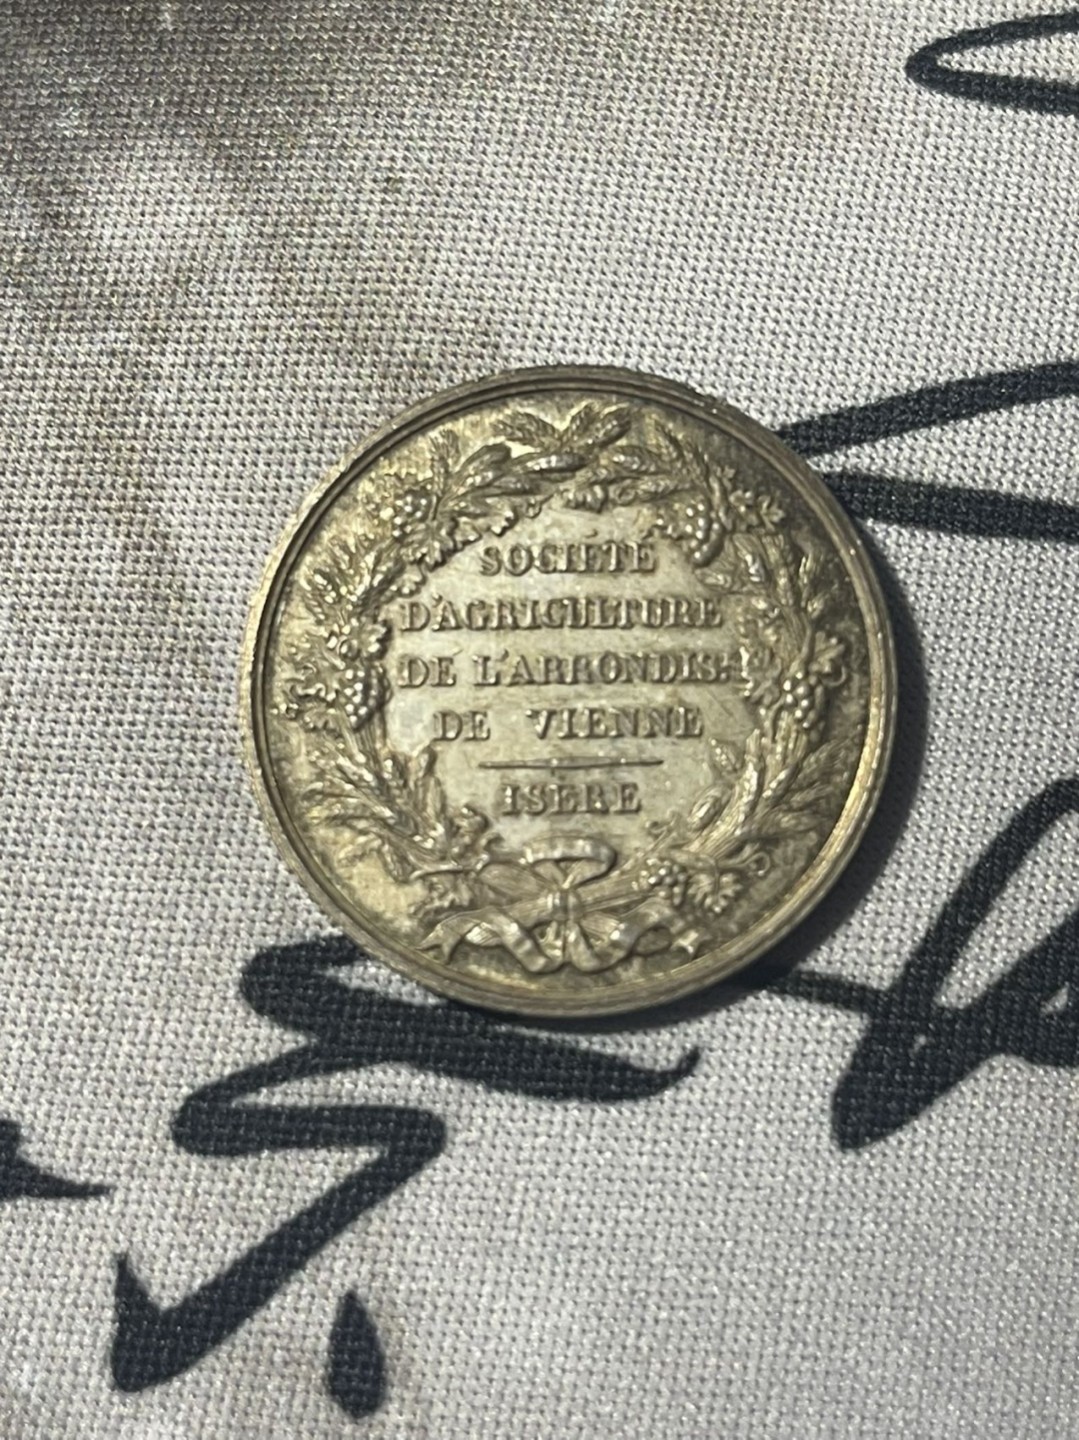 SOCIÉTÉ
D'AGRICULTURE
DE L'ARRONDIS.T
DE VIENNE
ISÈRE